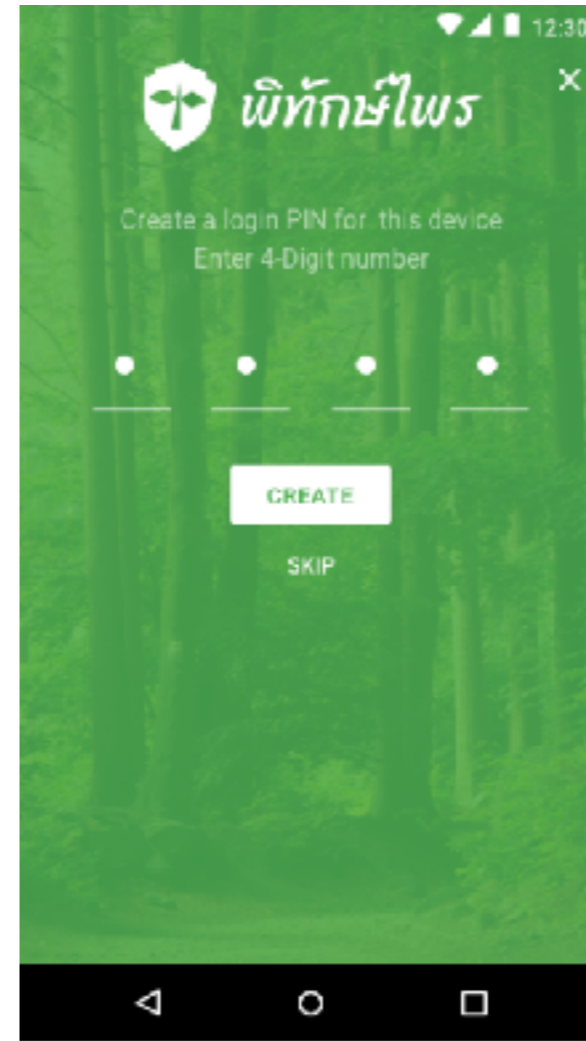 12:30
พิทักษ์ไพร
Create a login PIN for this device
Enter 4-Digit number
CREATE
SKIP